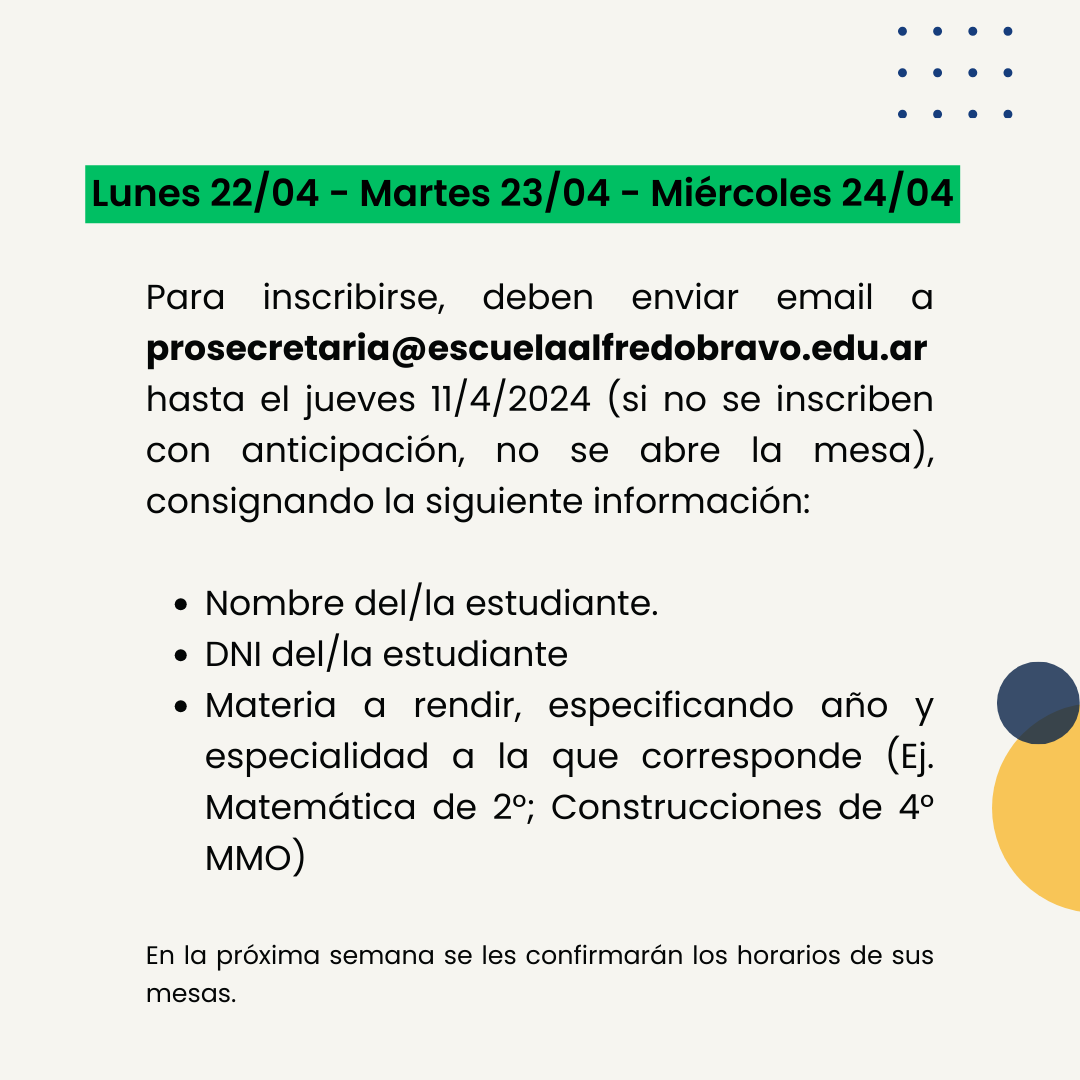 Lunes 22/04 - Martes 23/04 - Miércoles 24/04
Para inscribirse, deben enviar email a
prosecretaria@escuelaalfredobravo.edu.ar
hasta el jueves 11/4/2024 (si no se inscriben
con anticipación, no se abre la mesa),
consignando la siguiente información:
• Nombre del/la estudiante.
• DNI del/la estudiante
• Materia a rendir, especificando año y
especialidad a la que corresponde (Ej.
Matemática de 2º; Construcciones de 4º
MMO)
En la próxima semana se les confirmarán los horarios de sus
mesas.